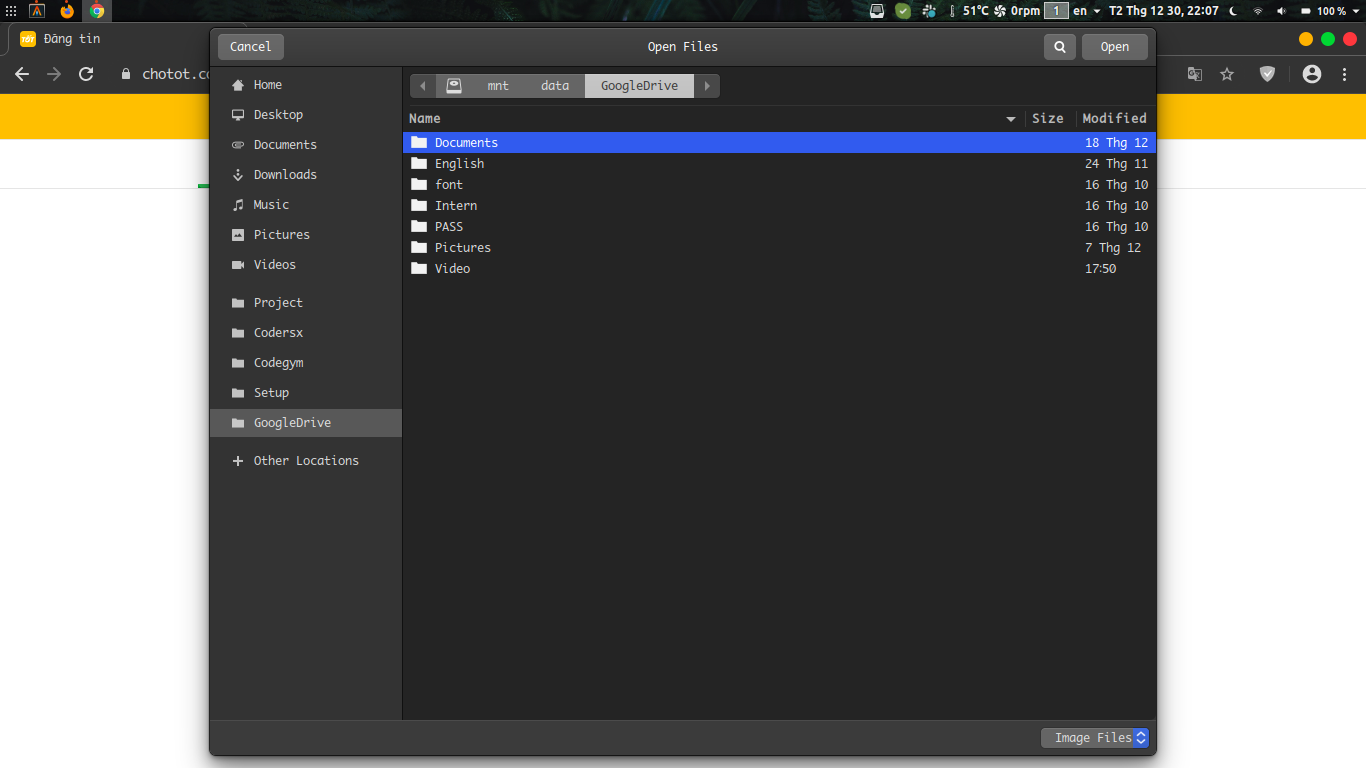 51°C 0rpm 1 en T2 Thg 12 30, 22:07 100 %
TỐT Đăng tin
chotot.co
Cancel Open Files Open
Home
Desktop
Documents
Downloads
Music
Pictures
Videos
Project
Codersx
Codegym
Setup
GoogleDrive
Other Locations
mnt data GoogleDrive
Name Size Modified
Documents 18 Thg 12
English 24 Thg 11
font 16 Thg 10
Intern 16 Thg 10
PASS 16 Thg 10
Pictures 7 Thg 12
Video 17:50
Image Files